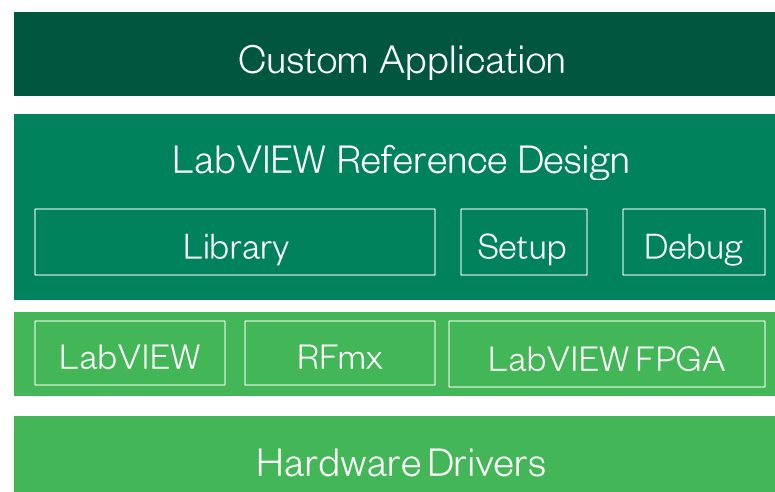 Custom Application
LabVIEW Reference Design
Library Setup Debug
LabVIEW RFmx LabVIEW FPGA
Hardware Drivers